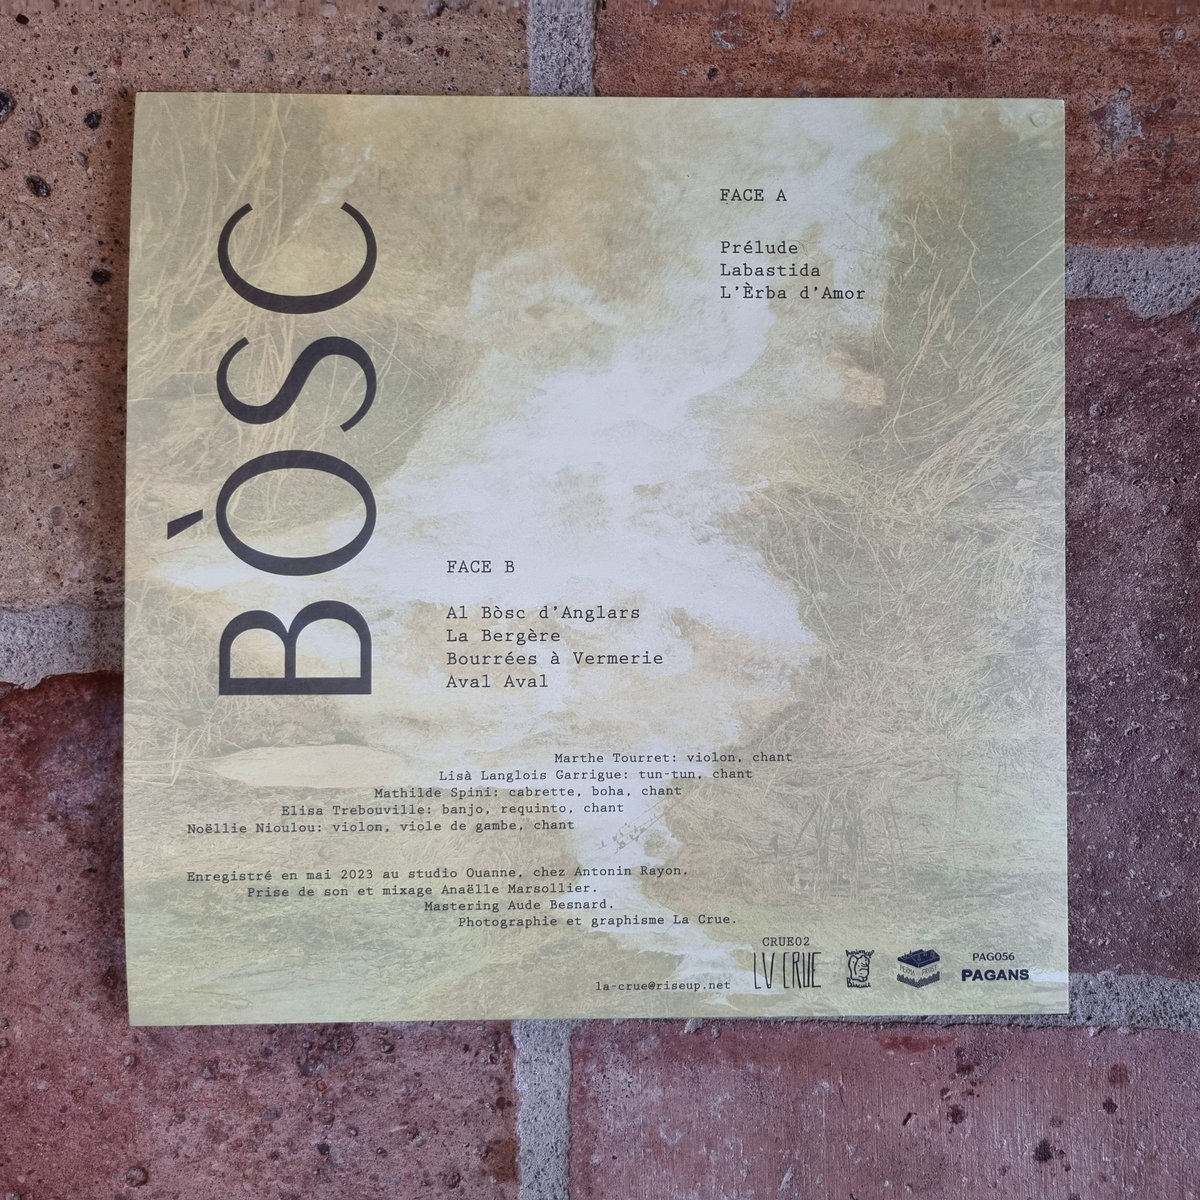 BÒSC
FACE A
Prélude
Labastida
L'Èrba d'Amor
FACE B
Al Bòsc d'Anglars
La Bergère
Bourrées à Vermerie
Aval Aval
Marthe Tourret: violon, chant
Lisà Langlois Garrigue: tun-tun, chant
Mathilde Spini: cabrette, boha, chant
Elisa Trebouville: banjo, requinto, chant
Noëllie Nioulou: violon, viole de gambe, chant
Enregistré en mai 2023 au studio Ouanne, chez Antonin Rayon.
Prise de son et mixage Anaëlle Marsollier.
Mastering Aude Besnard.
Photographie et graphisme La Crue.
CRUE02
la-crue@riseup.net
LA CRUE
PERMA FROST
PAG056
PAGANS